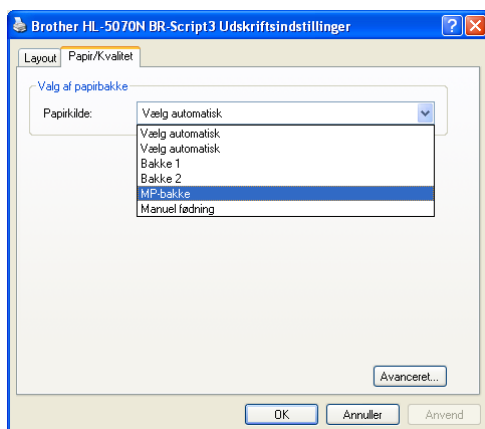 Brother HL-5070N BR-Script3 Udskriftsindstillinger
Layout Papir/Kvalitet
Valg af papirbakke
Papirkilde: Vælg automatisk
Vælg automatisk
Vælg automatisk
Bakke 1
Bakke 2
MP-bakke
Manuel fødning
Avanceret...
OK Annuller Anvend